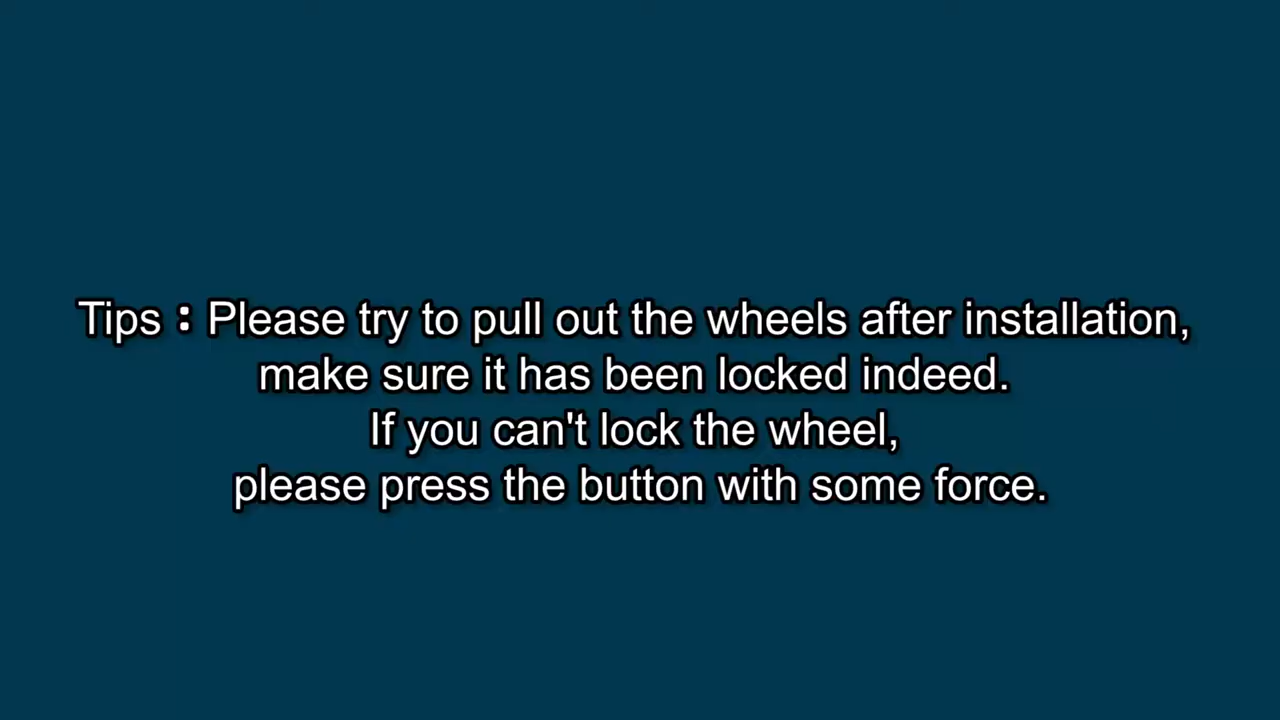 Tips：Please try to pull out the wheels after installation,
make sure it has been locked indeed.
If you can't lock the wheel,
please press the button with some force.